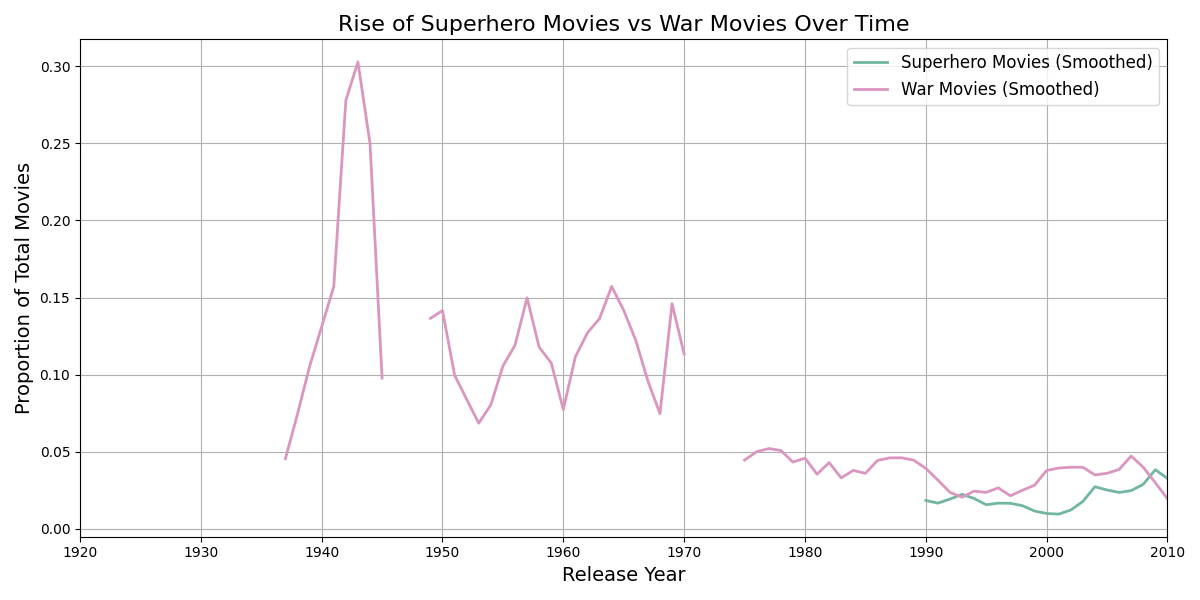 Rise of Superhero Movies vs War Movies Over Time
Superhero Movies (Smoothed)
War Movies (Smoothed)
Proportion of Total Movies
0.30
0.25
0.20
0.15
0.10
0.05
0.00
1920 1930 1940 1950 1960 1970 1980 1990 2000 2010
Release Year